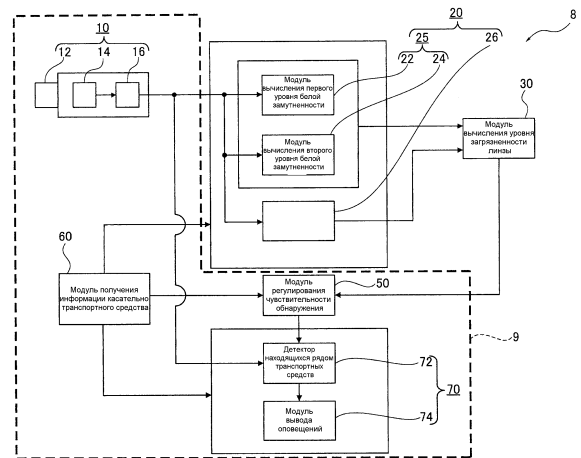 10
12
14
16
20
25
22
24
26
8
Модуль
вычисления первого
уровня белой
замутненности
Модуль
вычисления второго
уровня белой
замутненности
30
Модуль
вычисления уровня
загрязненности
линзы
60
Модуль получения
информации касательно
транспортного средства
Модуль
регулирования
чувствительности
обнаружения
50
9
Детектор
находящихся рядом
транспортных
средств
72
70
Модуль
вывода
оповещений
74